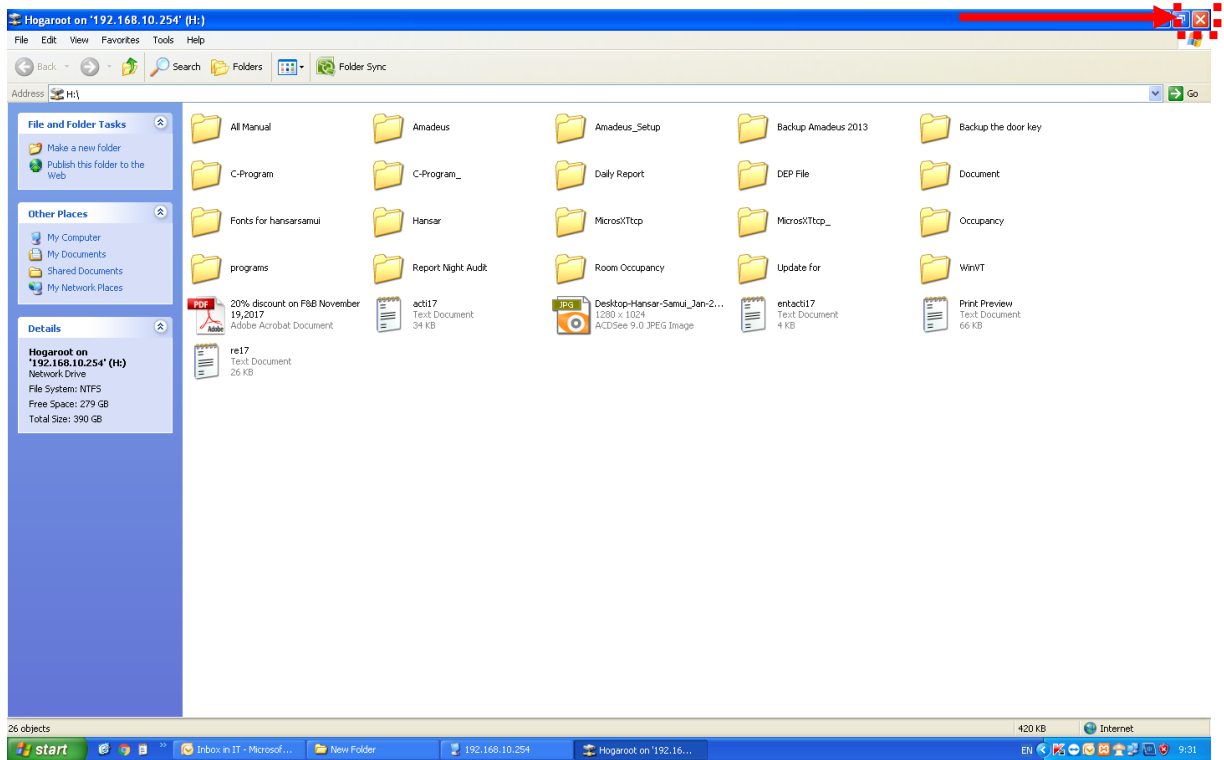 Hogaroot on '192.168.10.254' (H:)
File Edit View Favorites Tools Help
Back Search Folders Folder Sync
Address H:\ Go
File and Folder Tasks
Make a new folder
Publish this folder to the
Web
Other Places
My Computer
My Documents
Shared Documents
My Network Places
Details
Hogaroot on
'192.168.10.254' (H:)
Network Drive
File System: NTFS
Free Space: 279 GB
Total Size: 390 GB
All Manual Amadeus Amadeus_Setup Backup Amadeus 2013 Backup the door key
C-Program C-Program_ Daily Report DEP File Document
Fonts for hansarsamui Hansar MicrosXTtcp MicrosXTtcp_ Occupancy
programs Report Night Audit Room Occupancy Update for WinVT
PDF Adobe
20% discount on F&B November
19,2017
Adobe Acrobat Document
acti17
Text Document
34 KB
JPG
Desktop-Hansar-Samui_Jan-2...
1280 x 1024
ACDSee 9.0 JPEG Image
entacti17
Text Document
4 KB
Print Preview
Text Document
66 KB
re17
Text Document
26 KB
26 objects 420 KB Internet
start Inbox in IT - Microsof... New Folder 192.168.10.254 Hogaroot on '192.16... EN 9:31